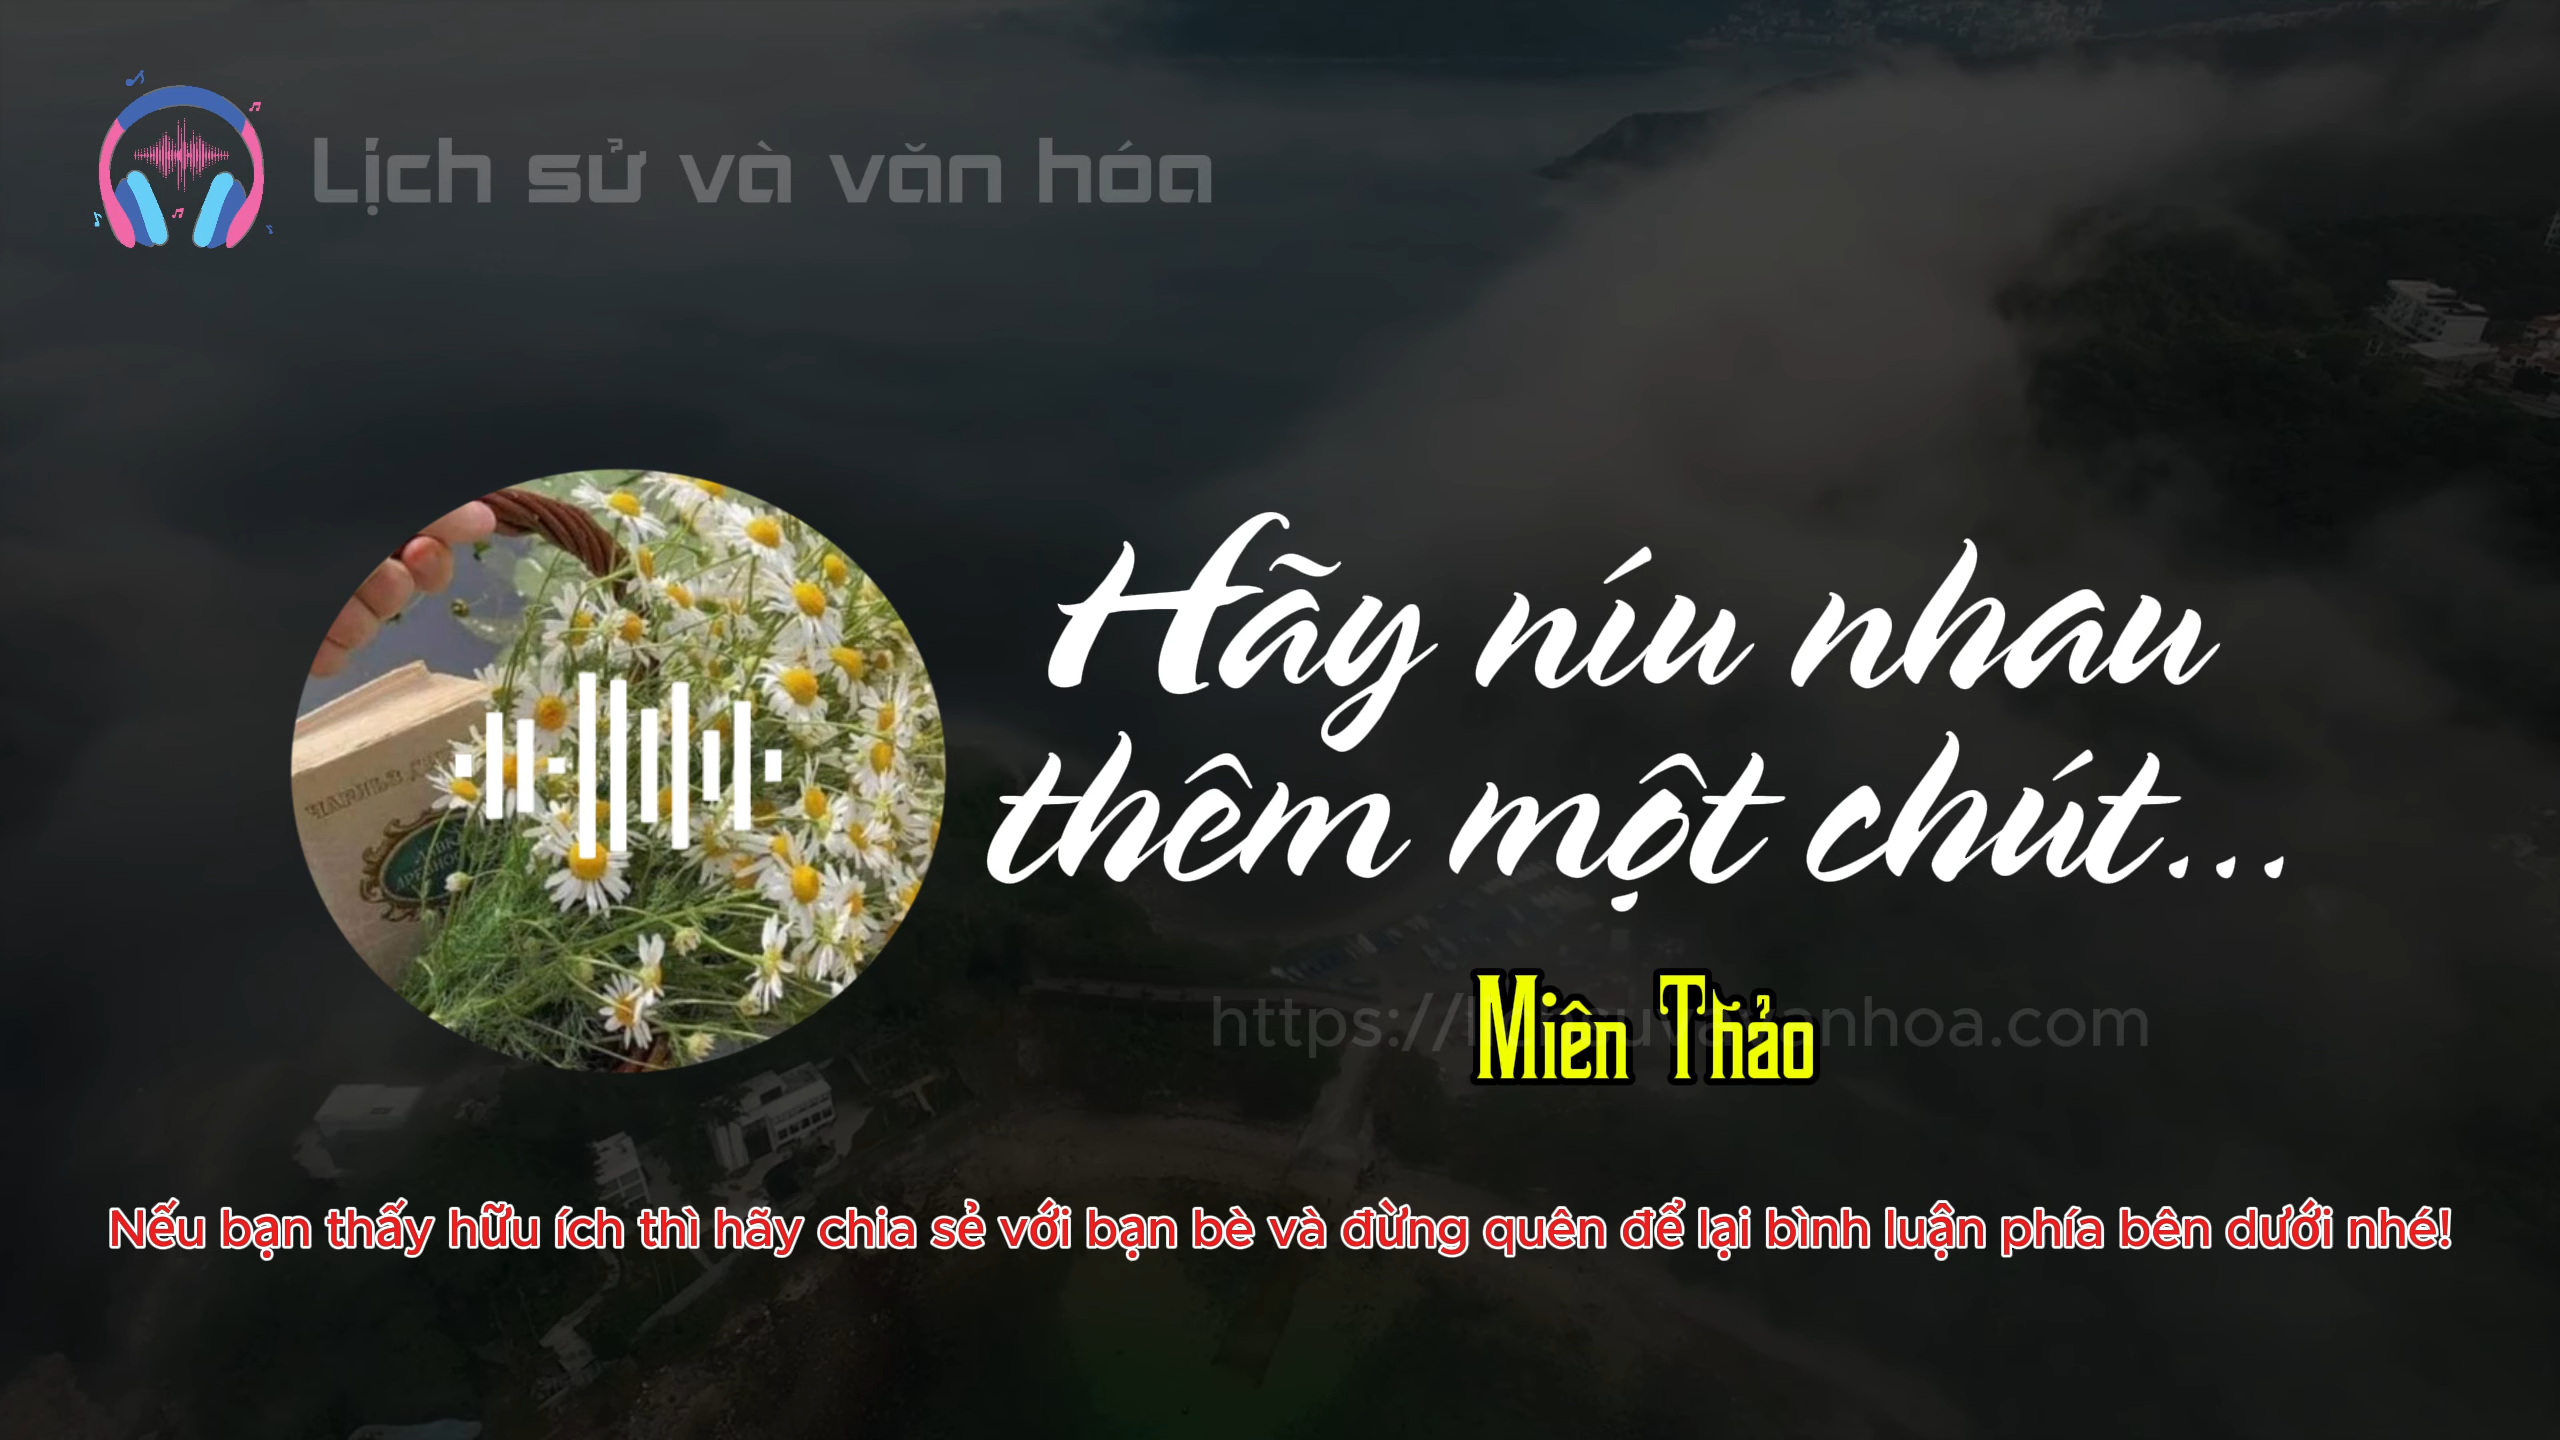 Lịch sử và văn hóa
Hãy níu nhau
thêm một chút...
Miên Thảo
Nếu bạn thấy hữu ích thì hãy chia sẻ với bạn bè và đừng quên để lại bình luận phía bên dưới nhé!